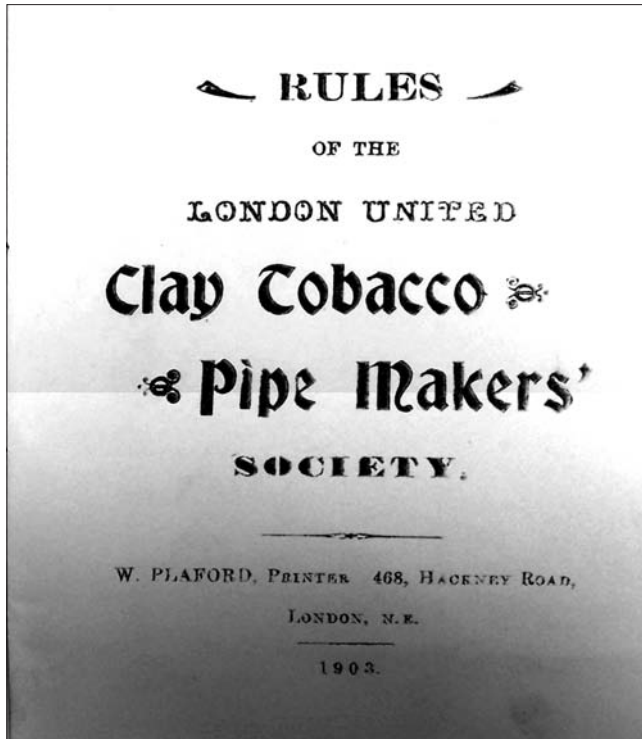 RULES
OF THE
LONDON UNITED
Clay Tobacco
Pipe Makers'
SOCIETY.
W. PLAFORD, PRINTER 468, HACKNEY ROAD,
LONDON, N.E.
1903.